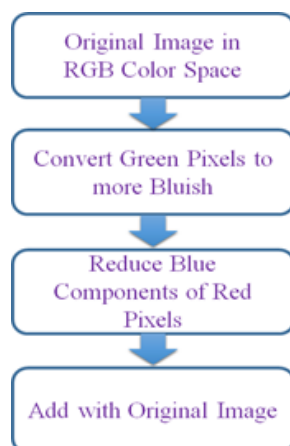 Original Image in
RGB Color Space
Convert Green Pixels to
more Bluish
Reduce Blue
Components of Red
Pixels
Add with Original Image